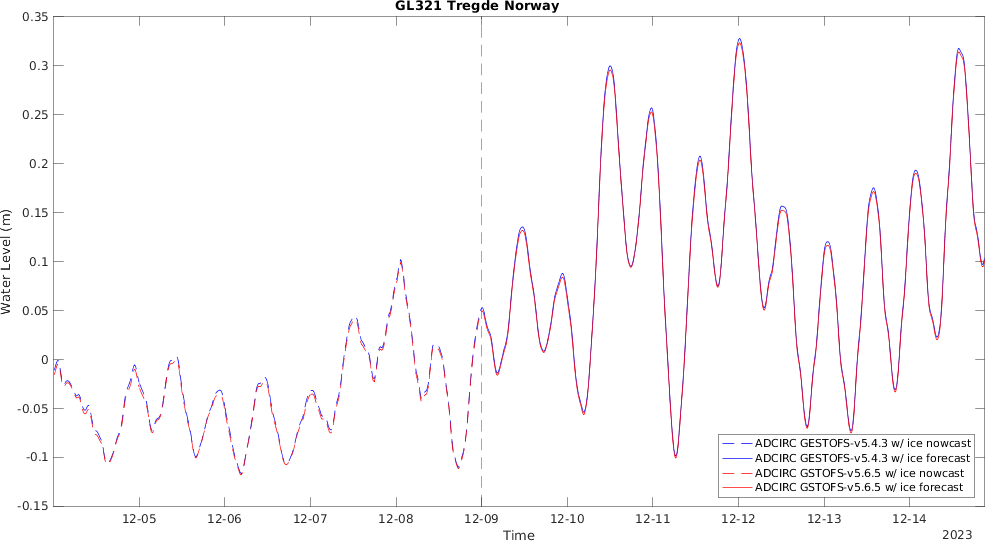 GL321 Tregde Norway
0.35
0.3
0.25
0.2
0.15
0.1
0.05
0
-0.05
-0.1
-0.15
Water Level (m)
ADCIRC GESTOFS-v5.4.3 w/ ice nowcast
ADCIRC GESTOFS-v5.4.3 w/ ice forecast
ADCIRC GSTOFS-v5.6.5 w/ ice nowcast
ADCIRC GSTOFS-v5.6.5 w/ ice forecast
12-05 12-06 12-07 12-08 12-09 12-10 12-11 12-12 12-13 12-14
Time
2023